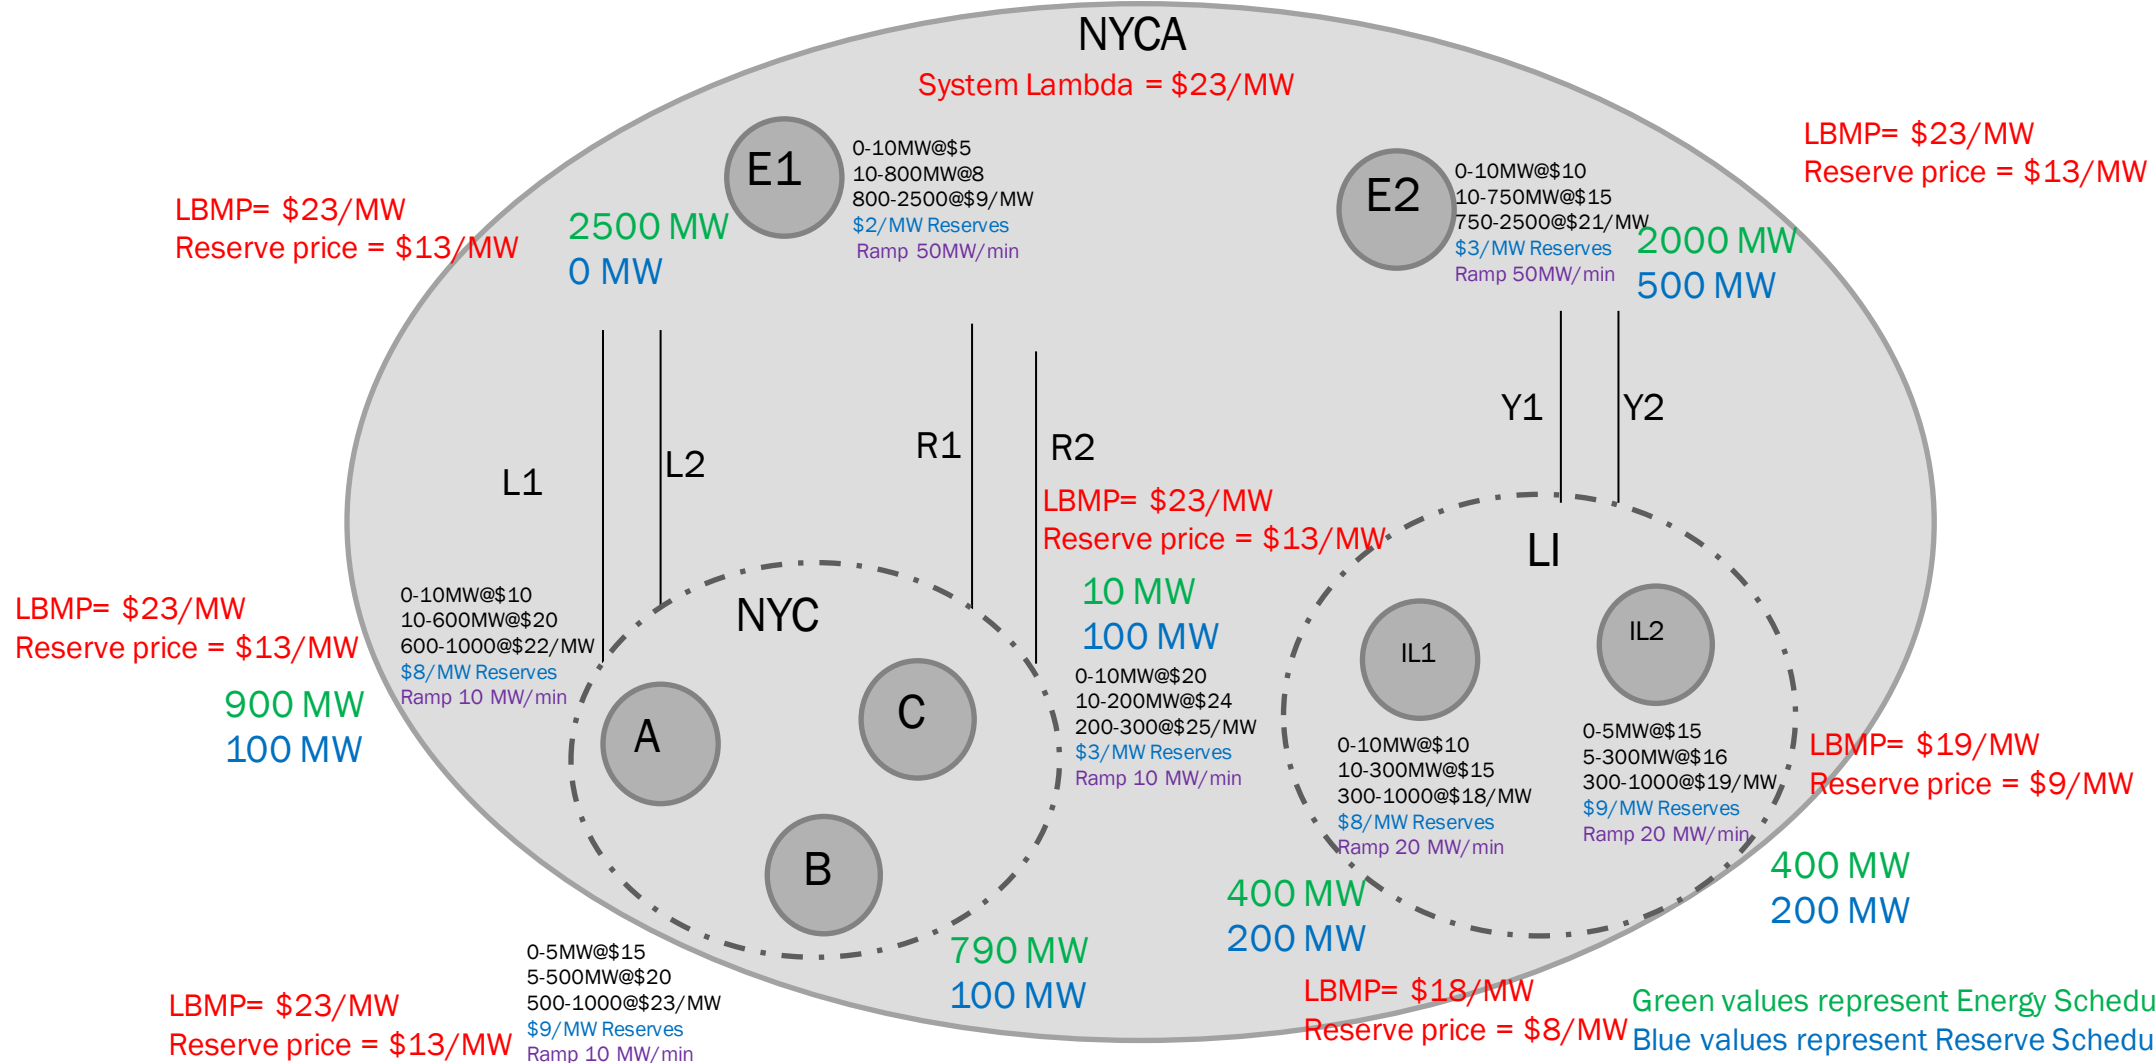 NYCA
System Lambda = $23/MW
LBMP= $23/MW
Reserve price = $13/MW
2500 MW
0 MW
E1
0-10MW@$5
10-800MW@8
800-2500@$9/MW
$2/MW Reserves
Ramp 50MW/min
E2
0-10MW@$10
10-750MW@$15
750-2500@$21/MW
$3/MW Reserves
Ramp 50MW/min
2000 MW
500 MW
LBMP= $23/MW
Reserve price = $13/MW
L1
L2
R1
R2
Y1
Y2
LBMP= $23/MW
Reserve price = $13/MW
900 MW
100 MW
0-10MW@$10
10-600MW@$20
600-1000@$22/MW
$8/MW Reserves
Ramp 10 MW/min
NYC
A
C
B
LBMP= $23/MW
Reserve price = $13/MW
10 MW
100 MW
0-10MW@$20
10-200MW@$24
200-300@$25/MW
$3/MW Reserves
Ramp 10 MW/min
LI
IL1
IL2
0-10MW@$10
10-300MW@$15
300-1000@$18/MW
$8/MW Reserves
Ramp 20 MW/min
0-5MW@$15
5-300MW@$16
300-1000@$19/MW
$9/MW Reserves
Ramp 20 MW/min
LBMP= $19/MW
Reserve price = $9/MW
400 MW
200 MW
400 MW
200 MW
LBMP= $18/MW
Reserve price = $8/MW
LBMP= $23/MW
Reserve price = $13/MW
0-5MW@$15
5-500MW@$20
500-1000@$23/MW
$9/MW Reserves
Ramp 10 MW/min
790 MW
100 MW
Green values represent Energy Schedu
Blue values represent Reserve Schedu